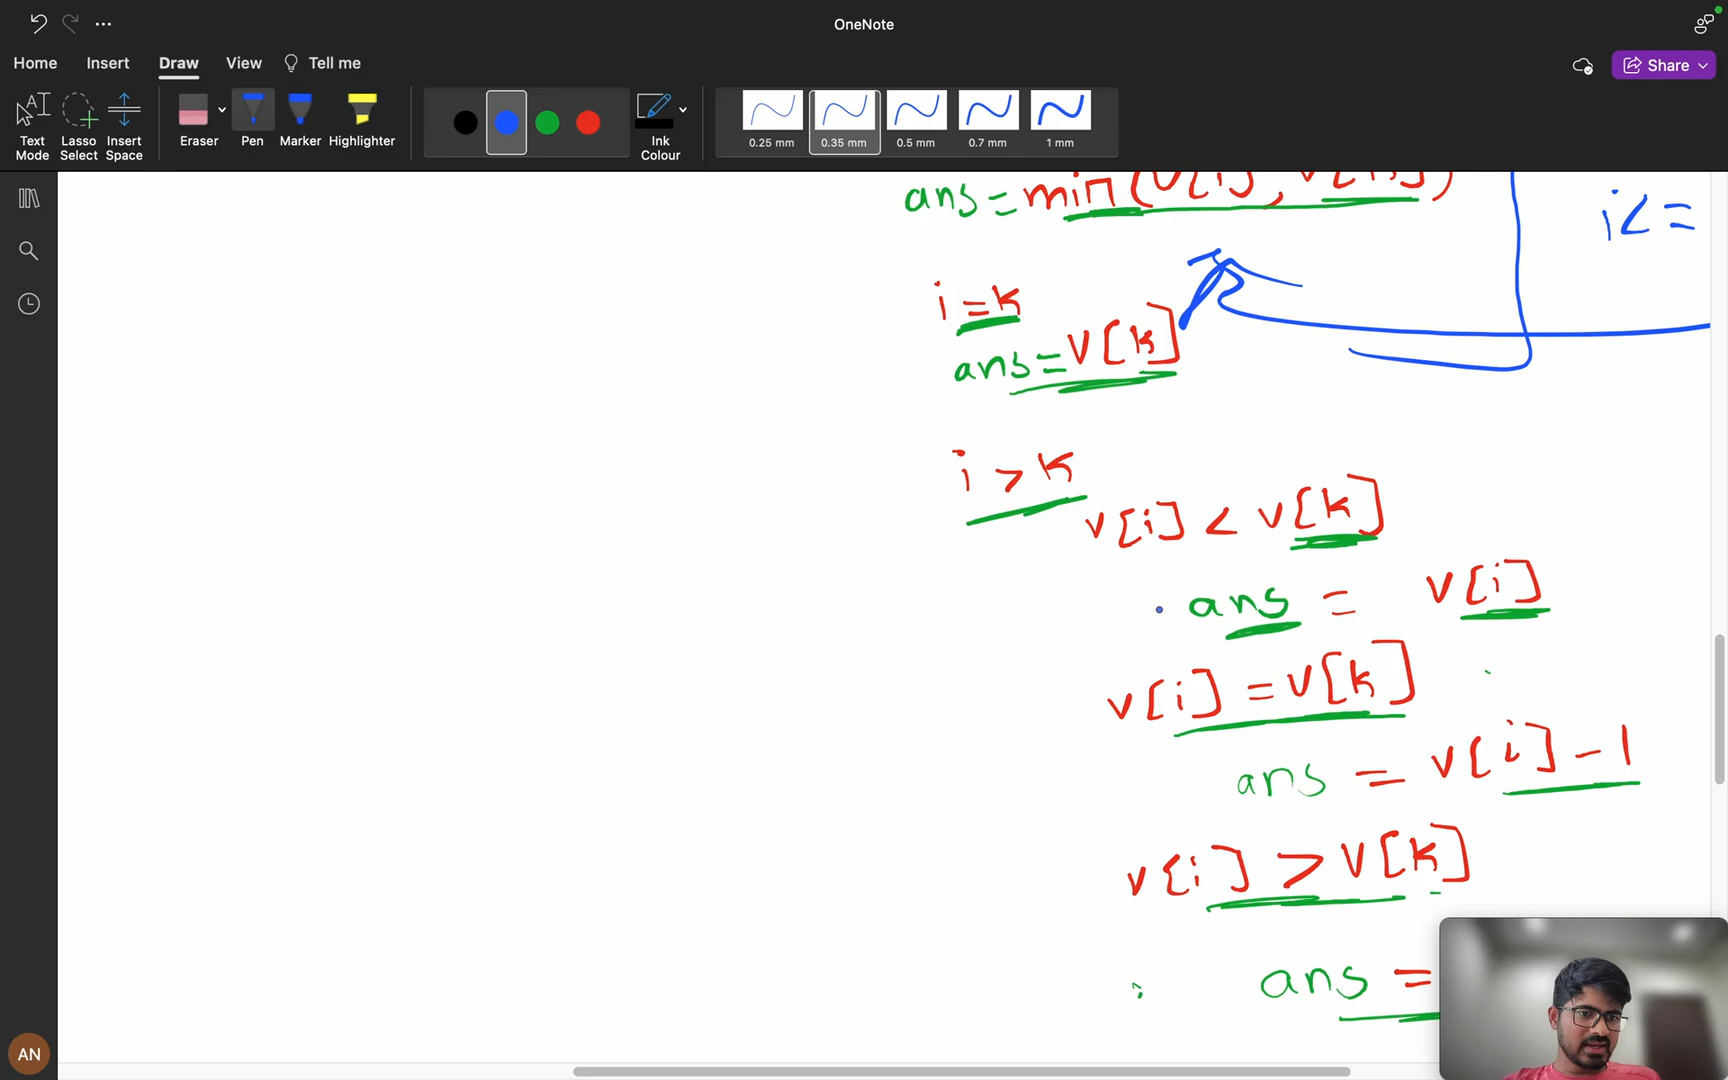 OneNote
Home Insert Draw View Tell me
Share
Text Mode
Lasso Select
Insert Space
Eraser
Pen
Marker
Highlighter
Ink Colour
0.25 mm
0.35 mm
0.5 mm
0.7 mm
1 mm
ans = min(v[i], v[k])
i< =
i = k
ans = v[k]
i > k
v[i] < v[k]
ans = v[i]
v[i] = v[k]
ans = v[i] - 1
v[i] > v[k]
ans =
AN